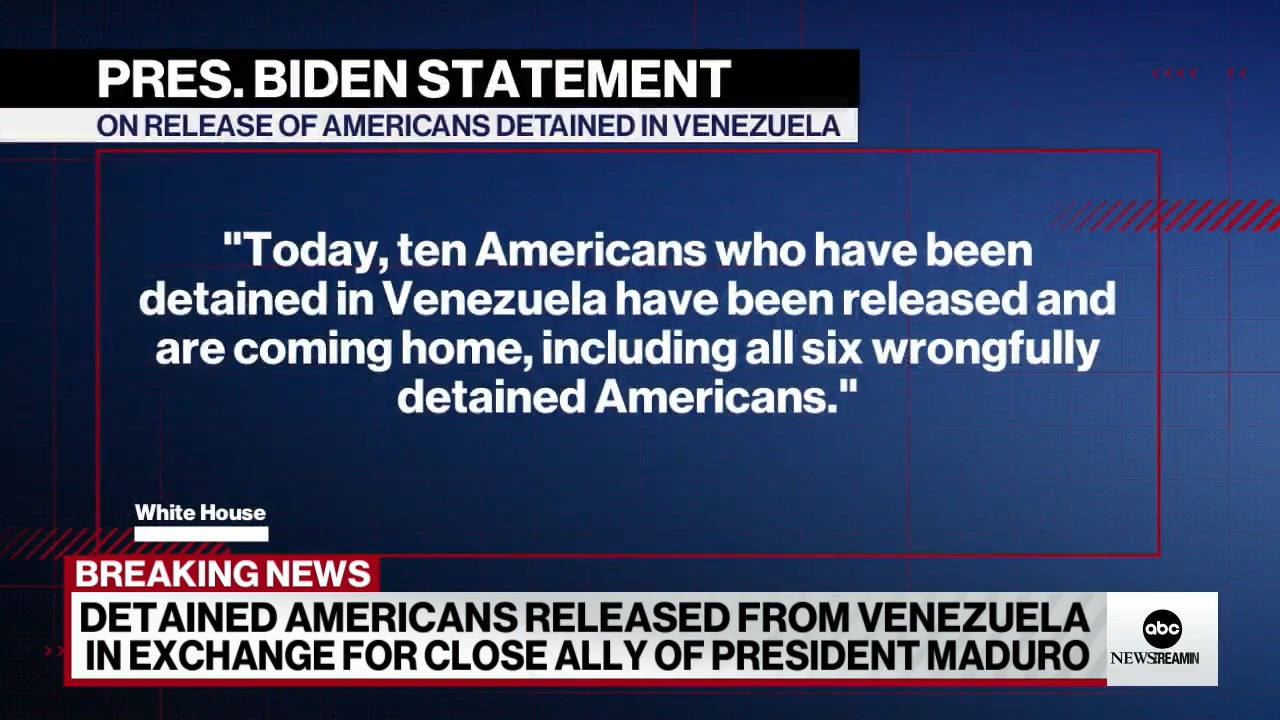 PRES. BIDEN STATEMENT
ON RELEASE OF AMERICANS DETAINED IN VENEZUELA
"Today, ten Americans who have been
detained in Venezuela have been released and
are coming home, including all six wrongfully
detained Americans."
White House
BREAKING NEWS
DETAINED AMERICANS RELEASED FROM VENEZUELA
IN EXCHANGE FOR CLOSE ALLY OF PRESIDENT MADURO
abc